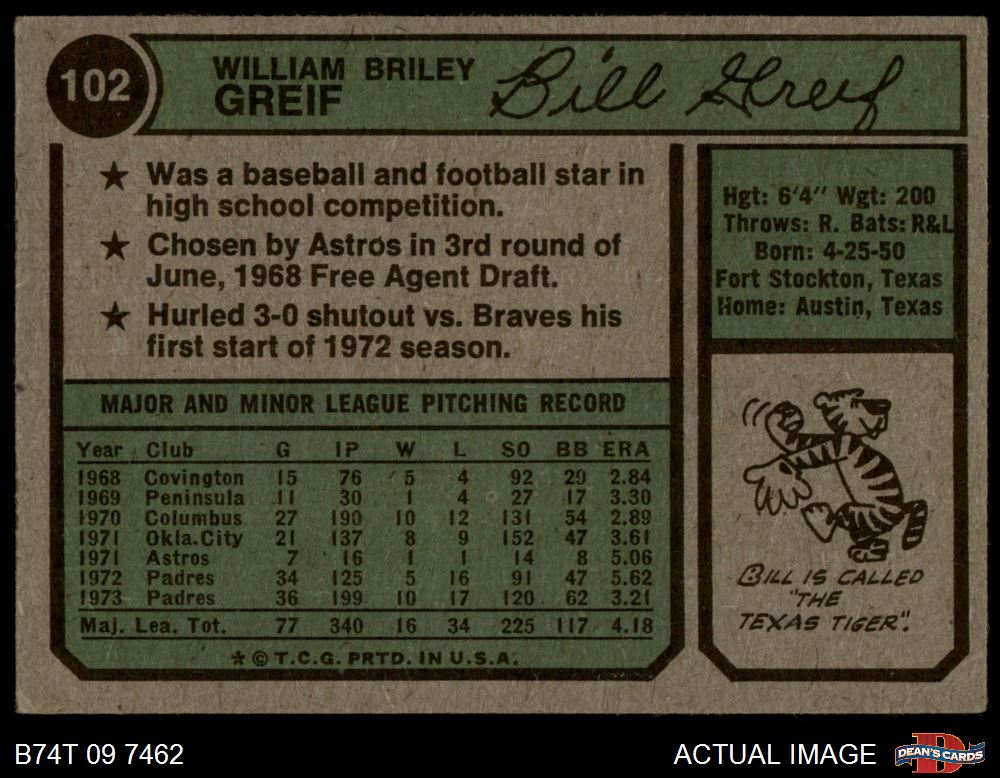 102
WILLIAM BRILEY
GREIF
Bill Greif
★ Was a baseball and football star in
high school competition.
★ Chosen by Astros in 3rd round of
June, 1968 Free Agent Draft.
★ Hurled 3-0 shutout vs. Braves his
first start of 1972 season.
MAJOR AND MINOR LEAGUE PITCHING RECORD
Year Club G IP W L SO BB ERA
1968 Covington 15 76 5 4 92 29 2.84
1969 Peninsula 11 30 1 4 27 17 3.30
1970 Columbus 27 190 10 12 131 54 2.89
1971 Okla.City 21 137 8 9 152 47 3.61
1971 Astros 7 16 1 1 14 8 5.06
1972 Padres 34 125 5 16 91 47 5.62
1973 Padres 36 199 10 17 120 62 3.21
Maj. Lea. Tot. 77 340 16 34 225 117 4.18
* © T.C.G. PRTD. IN U.S.A.
Hgt: 6'4" Wgt: 200
Throws: R. Bats: R&L
Born: 4-25-50
Fort Stockton, Texas
Home: Austin, Texas
BILL IS CALLED
"THE
TEXAS TIGER".
B74T 09 7462
ACTUAL IMAGE
DEAN'S CARDS